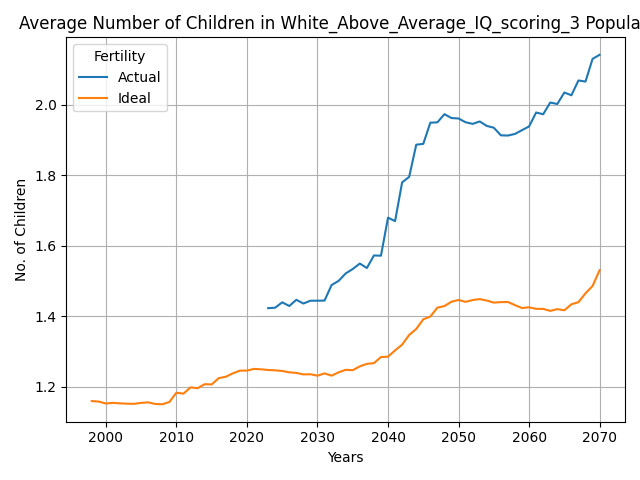 Average Number of Children in White_Above_Average_IQ_scoring_3 Popula
Fertility
Actual
Ideal
No. of Children
2.0
1.8
1.6
1.4
1.2
2000 2010 2020 2030 2040 2050 2060 2070
Years